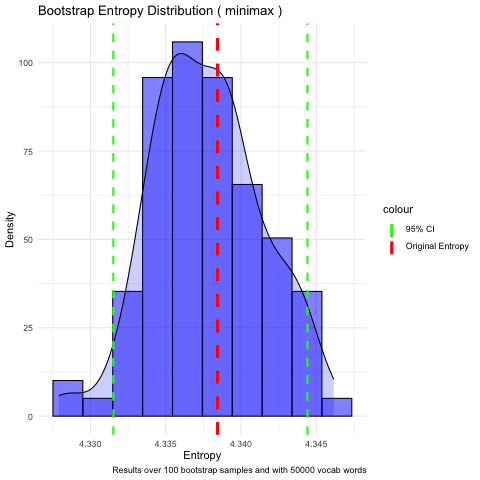 Bootstrap Entropy Distribution ( minimax )
100
75
50
25
0
Density
4.330
4.335
4.340
4.345
Entropy
Results over 100 bootstrap samples and with 50000 vocab words
colour
95% CI
Original Entropy